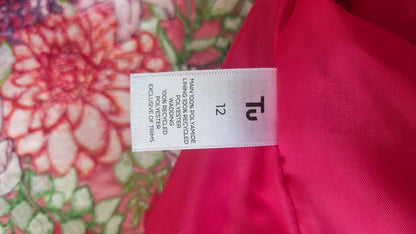 Tu
12
MAIN 100% POLYAMIDE
LINING 100% RECYCLED
POLYESTER
WADDING
100% RECYCLED
POLYESTER
EXCLUSIVE OF TRIMS